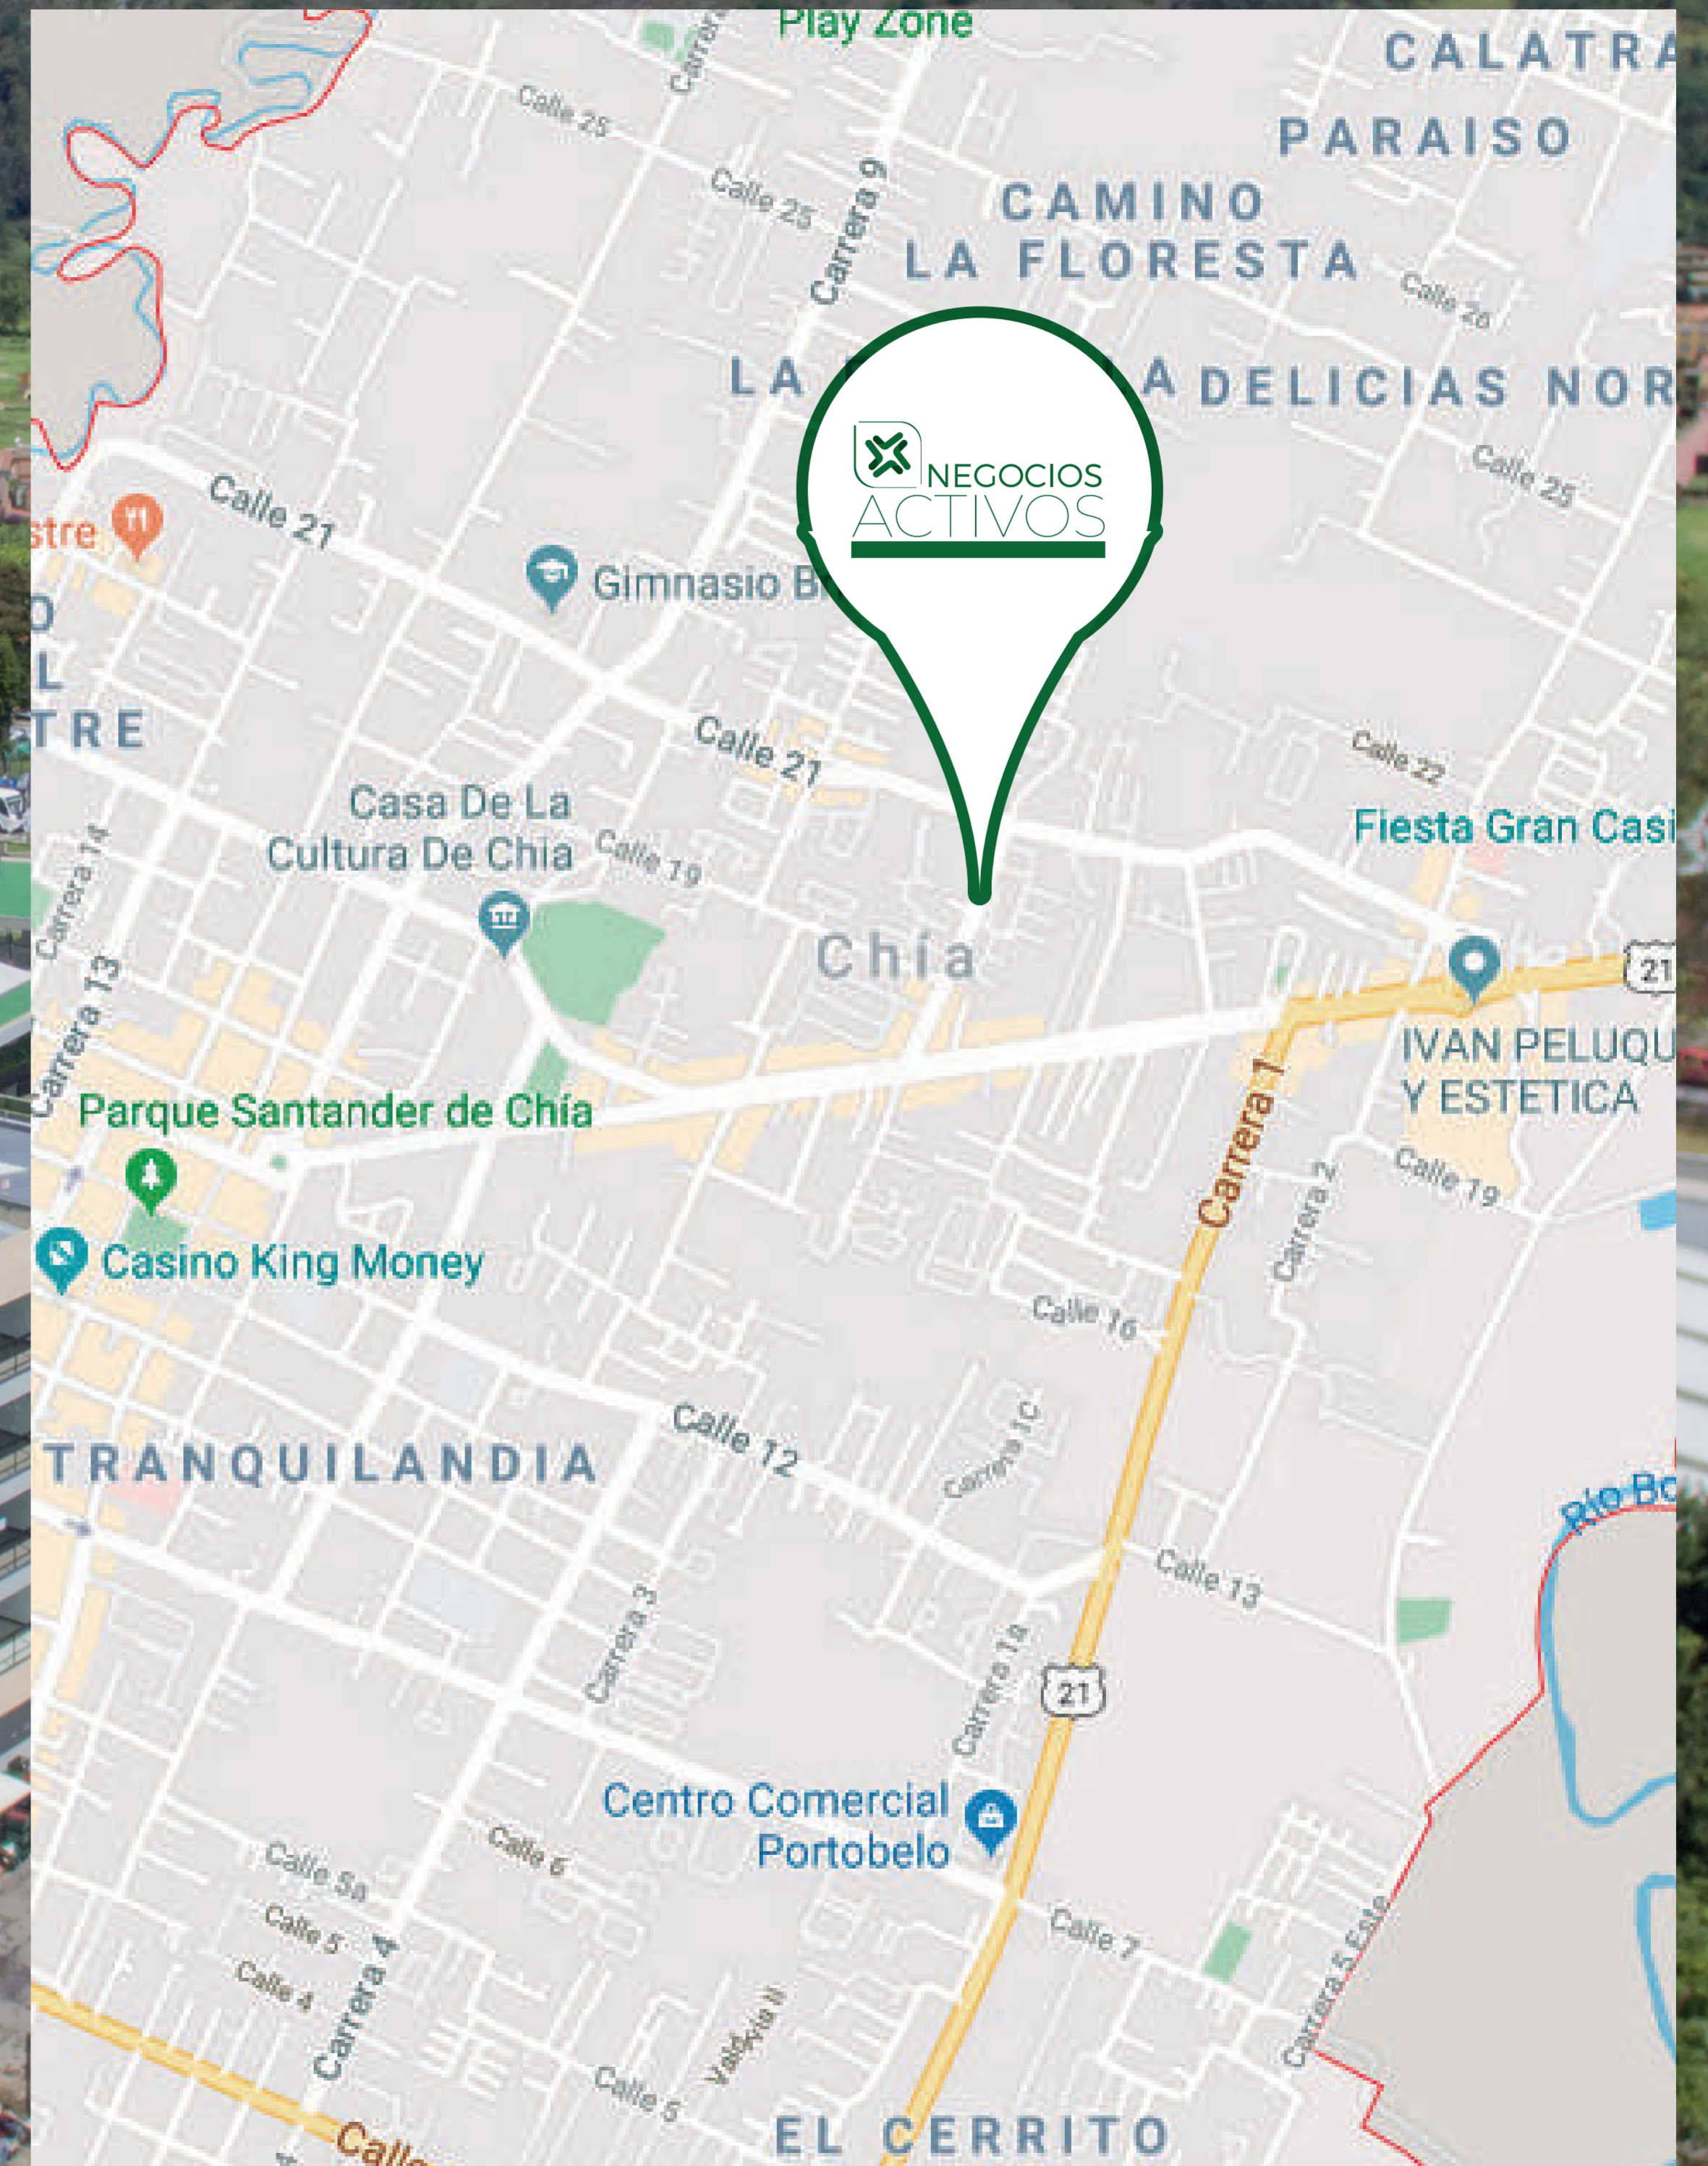 Play Zone
CALATRA
PARAISO
Carrera
Calle 25
Calle 25
Carrera 9
CAMINO
LA FLORESTA
Calle 26
LA
A
DELICIAS NOR
NEGOCIOS
ACTIVOS
Calle 25
Calle 21
stre
Gimnasio B
O
L
TRE
Calle 21
Calle 22
Casa De La
Cultura De Chia
Calle 19
Fiesta Gran Casi
Carrera 14
Chía
21
Carrera 13
IVAN PELUQU
Y ESTETICA
Parque Santander de Chía
Carrera 1
Carrera 2
Calle 19
Casino King Money
Calle 16
Calle 12
Carrera 1C
TRANQUILANDIA
Río Bo
Calle 13
Carrera 3
Carrera 1a
21
Centro Comercial
Portobelo
Calle 6
Calle 5a
Calle 5
Calle 7
Carrera 5 Este
Calle 4
Carrera 4
Valdivia II
Calle 5
EL CERRITO
Calle